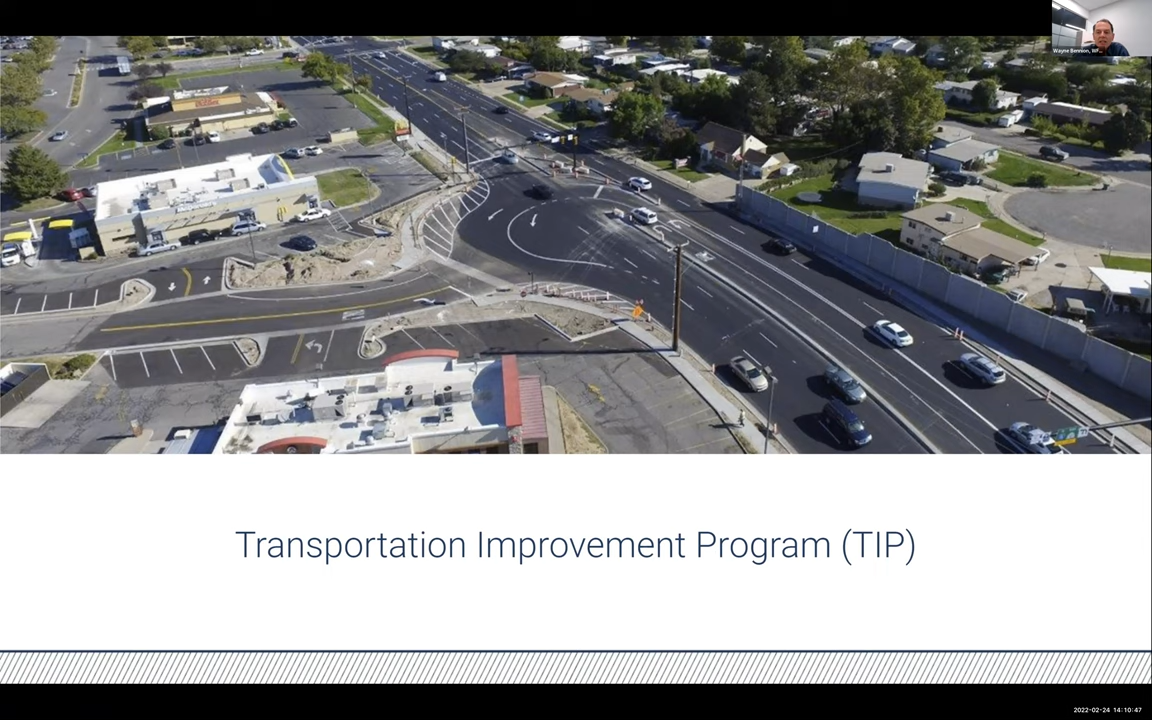 Wayne Bennion, WF...
Transportation Improvement Program (TIP)
2022-02-24 14:10:47